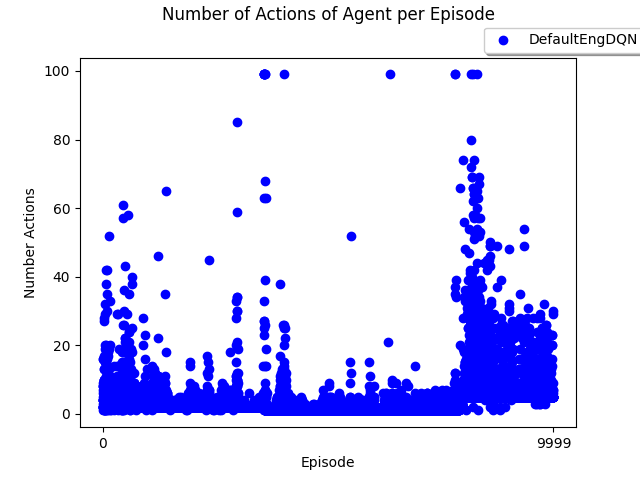 Number of Actions of Agent per Episode
DefaultEngDQN
100
80
60
40
20
0
Number Actions
0 9999
Episode